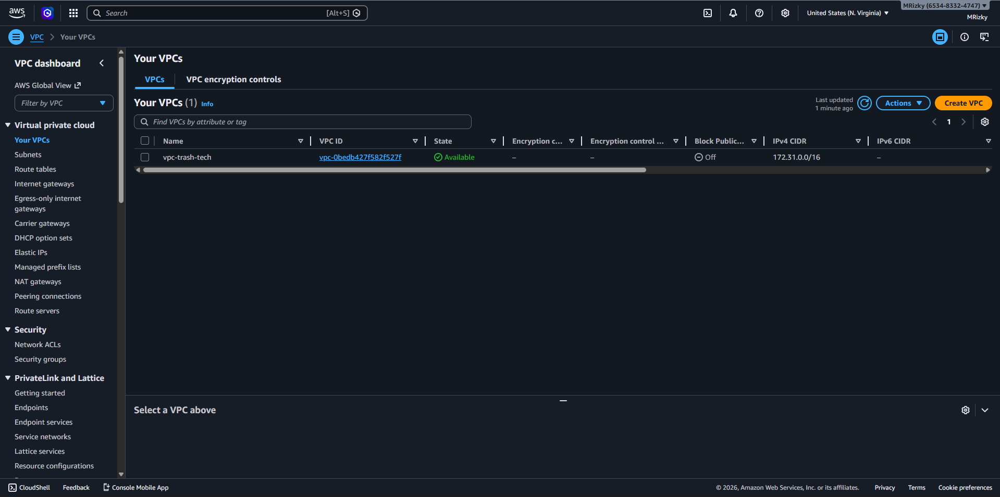 aws
Search
[Alt+S]
United States (N. Virginia)
MRizky (6534-8332-4747)
MRizky
VPC
Your VPCs
VPC dashboard
AWS Global View
Filter by VPC
Virtual private cloud
Your VPCs
Subnets
Route tables
Internet gateways
Egress-only internet
gateways
Carrier gateways
DHCP option sets
Elastic IPs
Managed prefix lists
NAT gateways
Peering connections
Route servers
Security
Network ACLs
Security groups
PrivateLink and Lattice
Getting started
Endpoints
Endpoint services
Service networks
Lattice services
Resource configurations
Your VPCs
VPCs
VPC encryption controls
Your VPCs (1) Info
Last updated
1 minute ago
Actions
Create VPC
Find VPCs by attribute or tag
1
Name VPC ID State Encryption c... Encryption control ... Block Public... IPv4 CIDR IPv6 CIDR
vpc-trash-tech vpc-0bedb427f582f527f Available – – Off 172.31.0.0/16 –
Select a VPC above
CloudShell Feedback Console Mobile App © 2026, Amazon Web Services, Inc. or its affiliates. Privacy Terms Cookie preferences